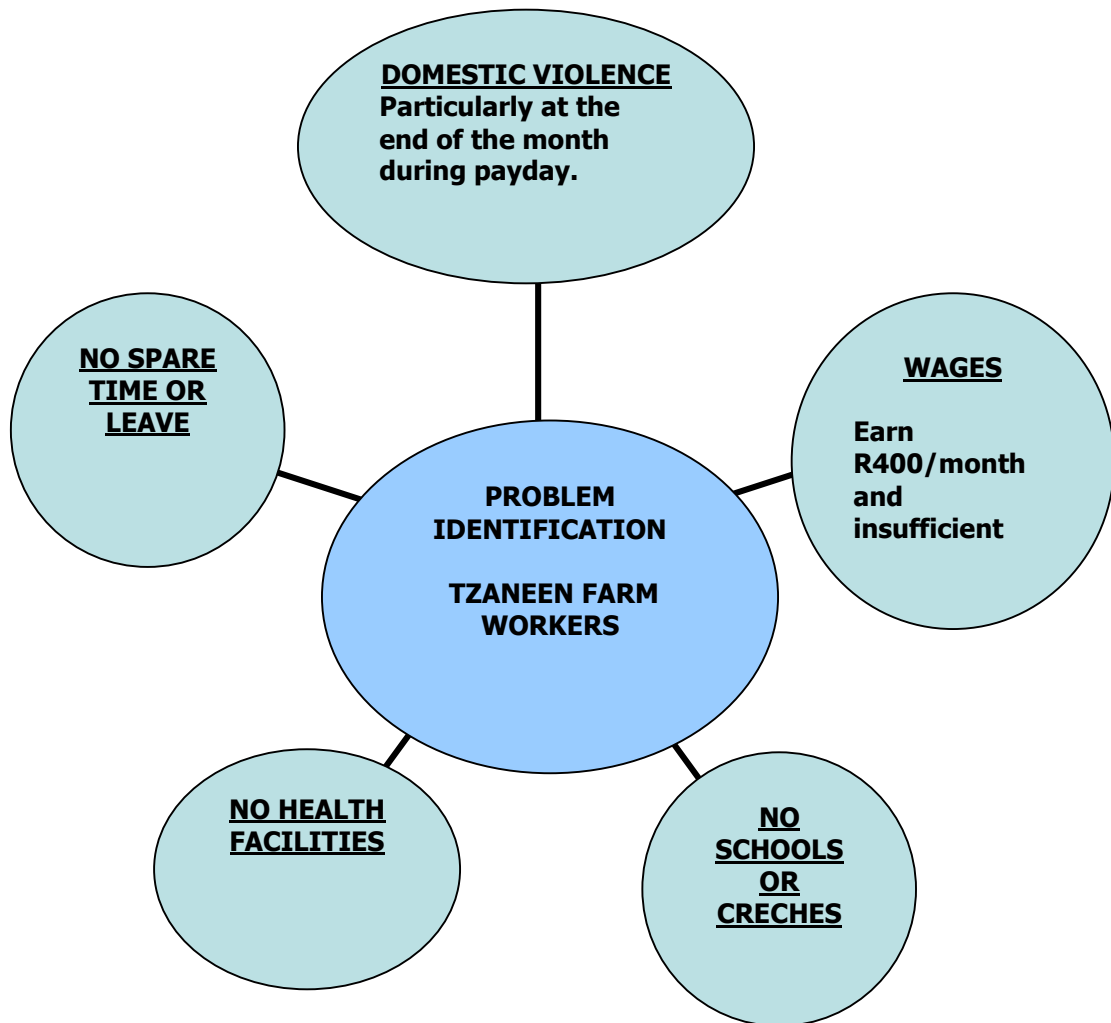 DOMESTIC VIOLENCE
Particularly at the
end of the month
during payday.
NO SPARE
TIME OR
LEAVE
WAGES
Earn
R400/month
and
insufficient
PROBLEM
IDENTIFICATION
TZANEEN FARM
WORKERS
NO HEALTH
FACILITIES
NO
SCHOOLS
OR
CRECHES